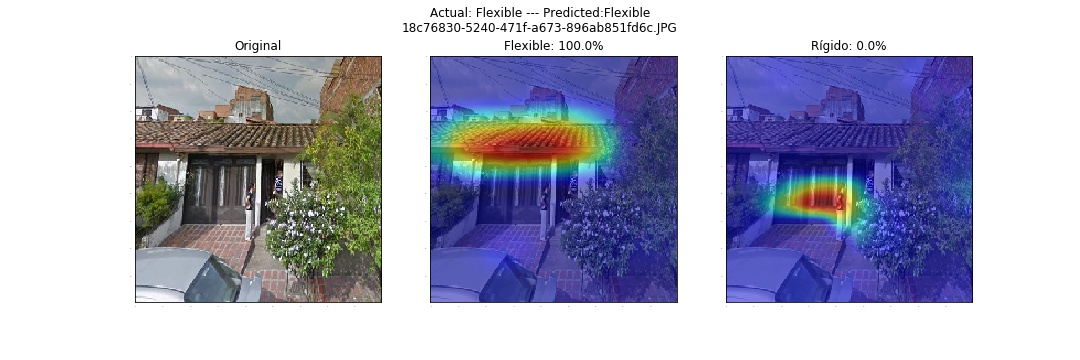 Actual: Flexible --- Predicted:Flexible
18c76830-5240-471f-a673-896ab851fd6c.JPG
Original
Flexible: 100.0%
Rígido: 0.0%